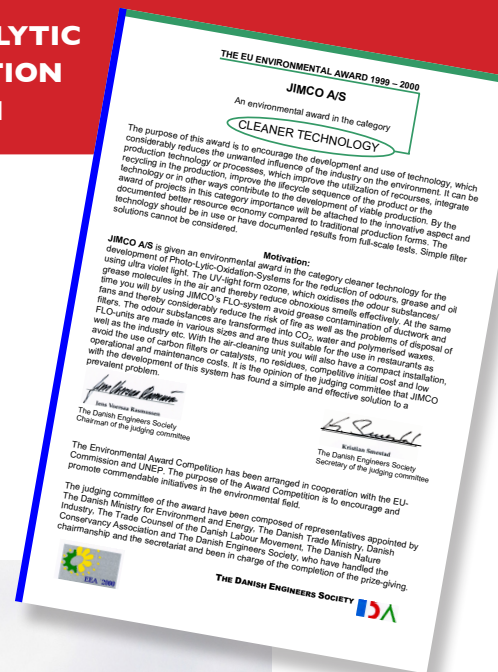 LYTIC
TION
THE EU ENVIRONMENTAL AWARD 1999 – 2000
JIMCO A/S
An environmental award in the category
CLEANER TECHNOLOGY
The purpose of this award is to encourage the development and use of technology, which
considerably reduces the unwanted influence of the industry on the environment. It can be
production technology or processes, which improve the utilization of recourses, integrate
recycling in the production, improve the lifecycle sequence of the product or the
technology or in other ways contribute to the development of viable production. By the
award of projects in this category importance will be attached to the innovative aspect and
documented better resource economy compared to traditional production forms. The
technology should be in use or have documented results from full-scale tests. Simple filter
solutions cannot be considered.
Motivation:
JIMCO A/S is given an environmental award in the category cleaner technology for the
development of Photo-Lytic-Oxidation-Systems for the reduction of odours, grease and oil
using ultra violet light. The UV-light form ozone, which oxidises the odour substances/
grease molecules in the air and thereby reduce obnoxious smells effectively. At the same
time you will by using JIMCO's FLO-system avoid grease contamination of ductwork and
fans and thereby considerably reduce the risk of fire as well as the problems of disposal of
filters. The odour substances are transformed into CO₂, water and polymerised waxes.
FLO-units are made in various sizes and are thus suitable for the use in restaurants as
well as the industry etc. With the air-cleaning unit you will also have a compact installation,
avoid the use of carbon filters or catalysts, no residues, competitive initial cost and low
operational and maintenance costs. It is the opinion of the judging committee that JIMCO
with the development of this system has found a simple and effective solution to a
prevalent problem.
Jens Voersaa Rasmussen
The Danish Engineers Society
Chairman of the judging committee
Kristian Smestad
The Danish Engineers Society
Secretary of the judging committee
The Environmental Award Competition has been arranged in cooperation with the EU-
Commission and UNEP. The purpose of the Award Competition is to encourage and
promote commendable initiatives in the environmental field.
The judging committee of the award have been composed of representatives appointed by
The Danish Ministry for Environment and Energy, The Danish Trade Ministry, Danish
Industry, The Trade Counsel of the Danish Labour Movement, The Danish Nature
Conservancy Association and The Danish Engineers Society, who have handled the
chairmanship and the secretariat and been in charge of the completion of the prize-giving.
EEA 2000
THE DANISH ENGINEERS SOCIETY